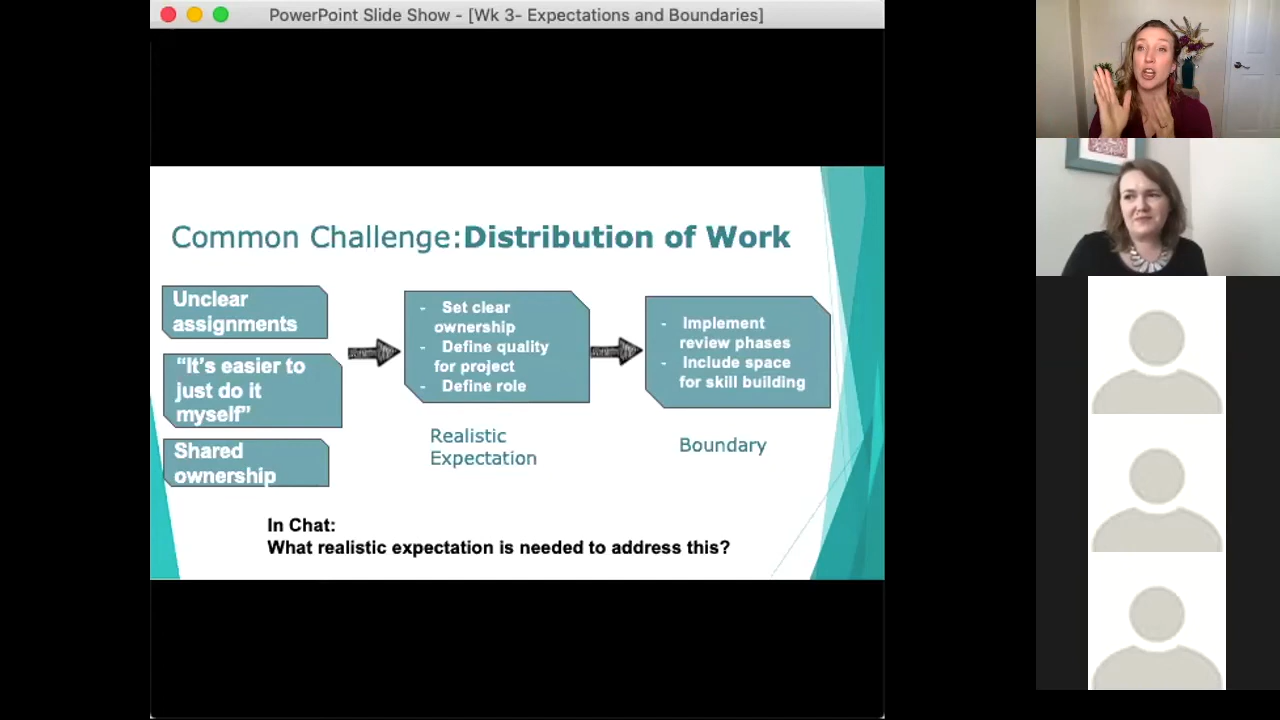 PowerPoint Slide Show - [Wk 3- Expectations and Boundaries]
Common Challenge:Distribution of Work
Unclear
assignments
“It’s easier to
just do it
myself”
Shared
ownership
- Set clear
ownership
- Define quality
for project
- Define role
Realistic
Expectation
- Implement
review phases
- Include space
for skill building
Boundary
In Chat:
What realistic expectation is needed to address this?